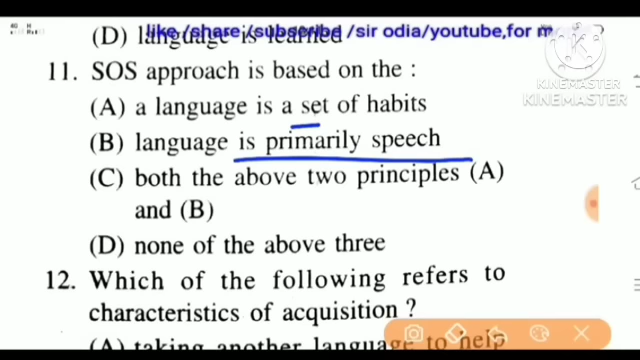 like /share /subscribe /sir odia/youtube,for m
(D) language is learned
11. SOS approach is based on the :
(A) a language is a set of habits
(B) language is primarily speech
(C) both the above two principles (A)
and (B)
(D) none of the above three
12. Which of the following refers to
characteristics of acquisition ?
(A) taking another language to help
KINEMASTER
KINEMASTER